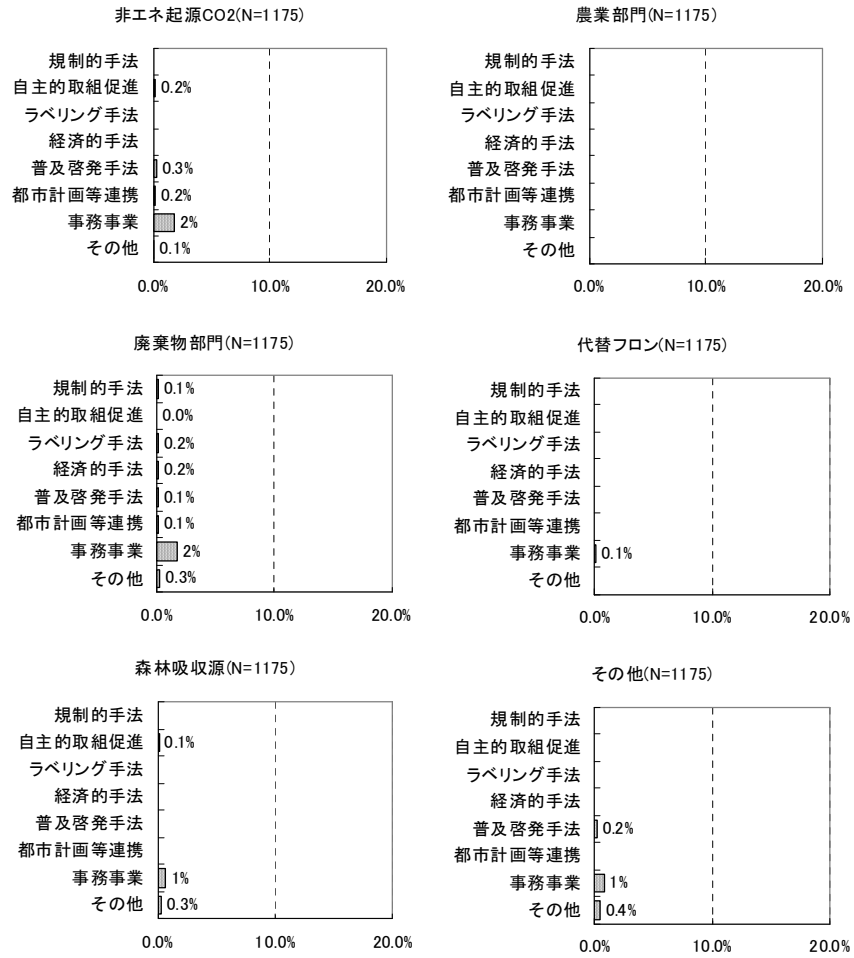 非エネ起源CO2(N=1175)
規制的手法
自主的取組促進 0.2%
ラベリング手法
経済的手法
普及啓発手法 0.3%
都市計画等連携 0.2%
事務事業 2%
その他 0.1%
0.0% 10.0% 20.0%
農業部門(N=1175)
規制的手法
自主的取組促進
ラベリング手法
経済的手法
普及啓発手法
都市計画等連携
事務事業
その他
0.0% 10.0% 20.0%
廃棄物部門(N=1175)
規制的手法 0.1%
自主的取組促進 0.0%
ラベリング手法 0.2%
経済的手法 0.2%
普及啓発手法 0.1%
都市計画等連携 0.1%
事務事業 2%
その他 0.3%
0.0% 10.0% 20.0%
代替フロン(N=1175)
規制的手法
自主的取組促進
ラベリング手法
経済的手法
普及啓発手法
都市計画等連携
事務事業 0.1%
その他
0.0% 10.0% 20.0%
森林吸収源(N=1175)
規制的手法
自主的取組促進 0.1%
ラベリング手法
経済的手法
普及啓発手法
都市計画等連携
事務事業 1%
その他 0.3%
0.0% 10.0% 20.0%
その他(N=1175)
規制的手法
自主的取組促進
ラベリング手法
経済的手法
普及啓発手法 0.2%
都市計画等連携
事務事業 1%
その他 0.4%
0.0% 10.0% 20.0%